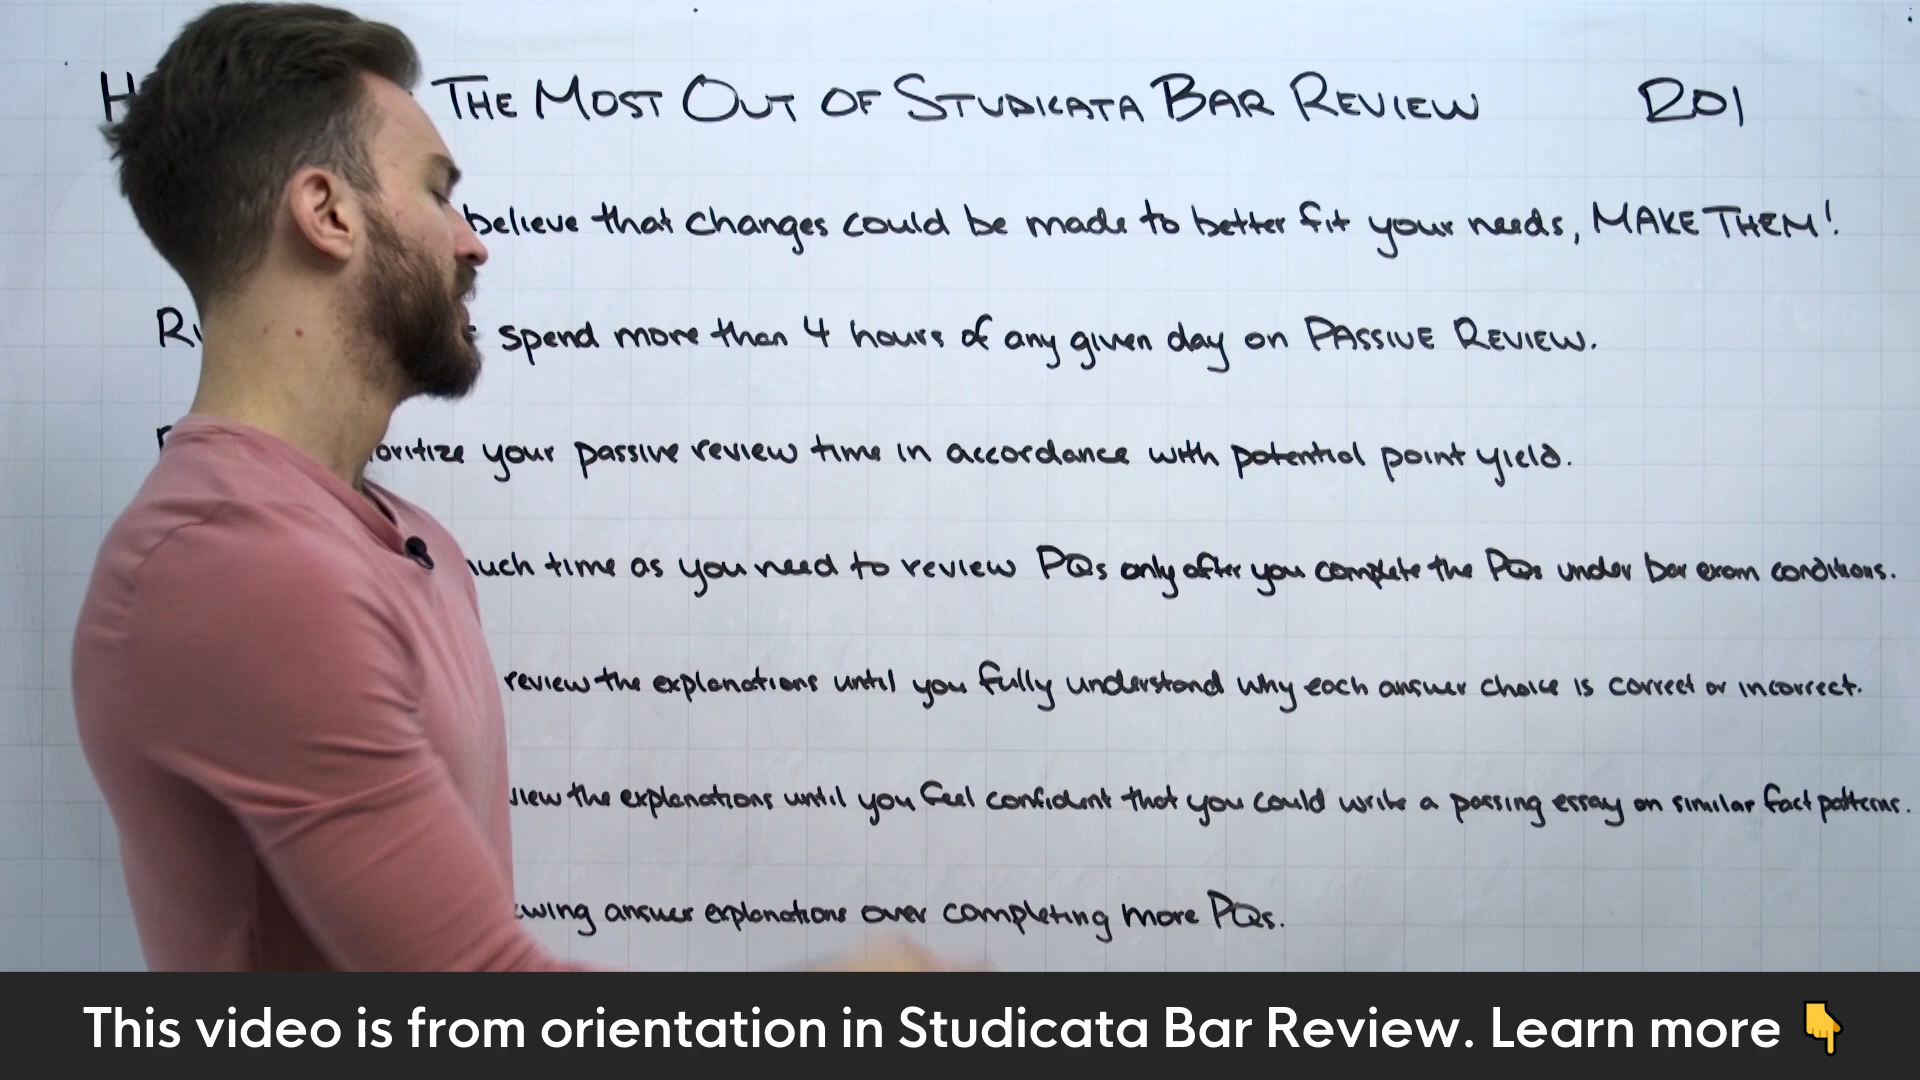 H THE MOST OUT OF STUDICATA BAR REVIEW ROI
believe that changes could be made to better fit your needs, MAKE THEM!
Ru spend more than 4 hours of any given day on PASSIVE REVIEW.
oritize your passive review time in accordance with potential point yield.
uch time as you need to review PQs only after you complete the PQs under bar exam conditions.
review the explanations until you fully understand why each answer choice is correct or incorrect.
iew the explanations until you feel confident that you could write a passing essay on similar fact patterns.
ewing answer explanations over completing more PQs.
This video is from orientation in Studicata Bar Review. Learn more 👇